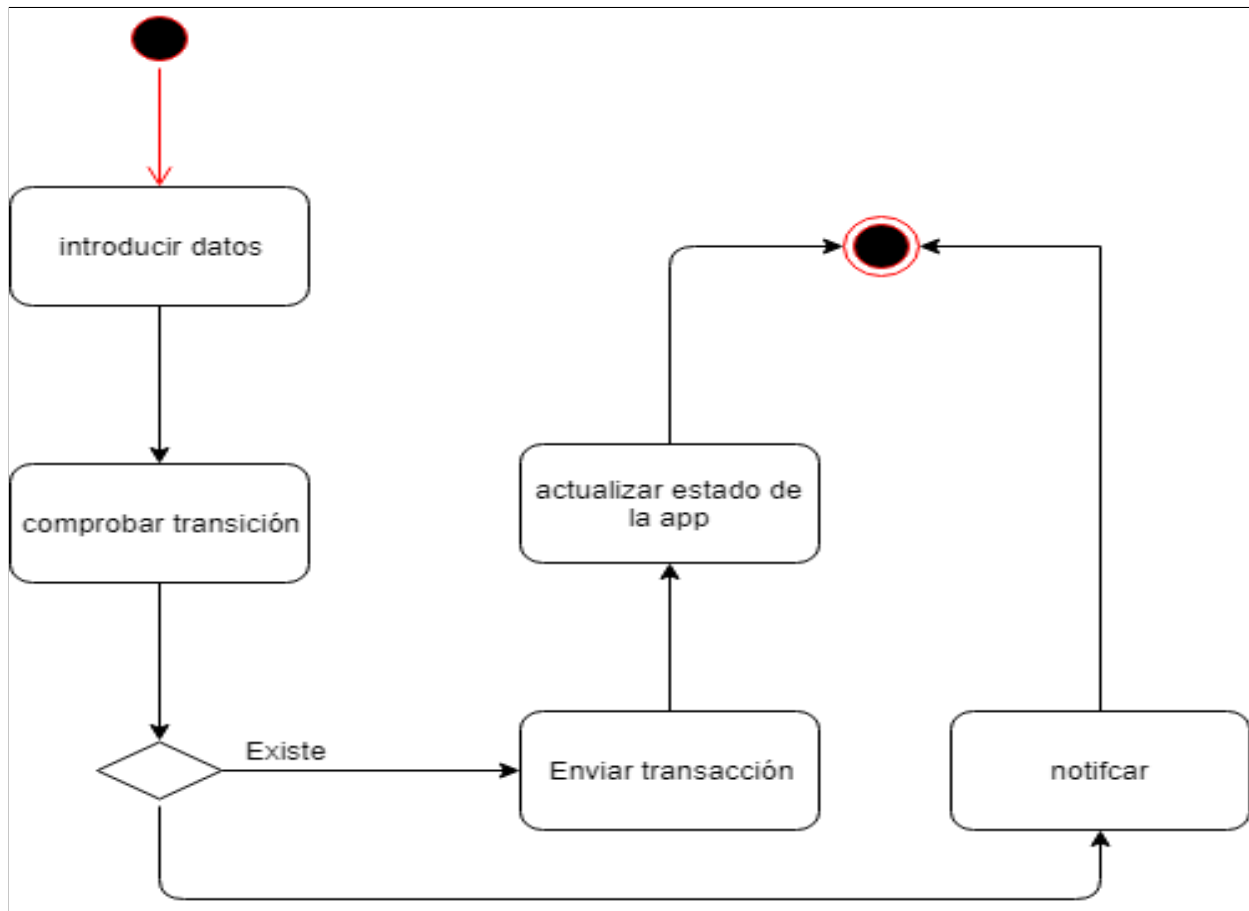 introducir datos
comprobar transición
Existe
Enviar transacción
actualizar estado de
la app
notifcar